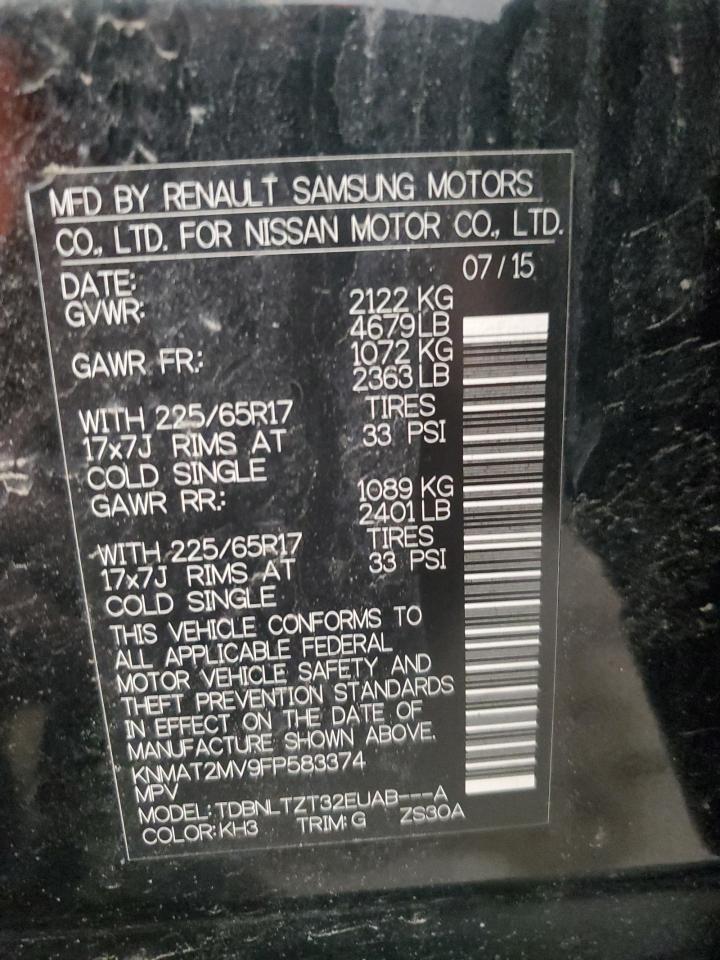 MFD BY RENAULT SAMSUNG MOTORS
CO., LTD. FOR NISSAN MOTOR CO., LTD.
DATE: 07/15
GVWR: 2122 KG
4679 LB
GAWR FR.: 1072 KG
2363 LB
WITH 225/65R17 TIRES
17x7J RIMS AT 33 PSI
COLD SINGLE
GAWR RR.: 1089 KG
2401 LB
WITH 225/65R17 TIRES
17x7J RIMS AT 33 PSI
COLD SINGLE
THIS VEHICLE CONFORMS TO
ALL APPLICABLE FEDERAL
MOTOR VEHICLE SAFETY AND
THEFT PREVENTION STANDARDS
IN EFFECT ON THE DATE OF
MANUFACTURE SHOWN ABOVE.
KNMAT2MV9FP583374
MPV
MODEL: TDBNLTZT32EUAB---A
COLOR: KH3 TRIM: G ZS30A